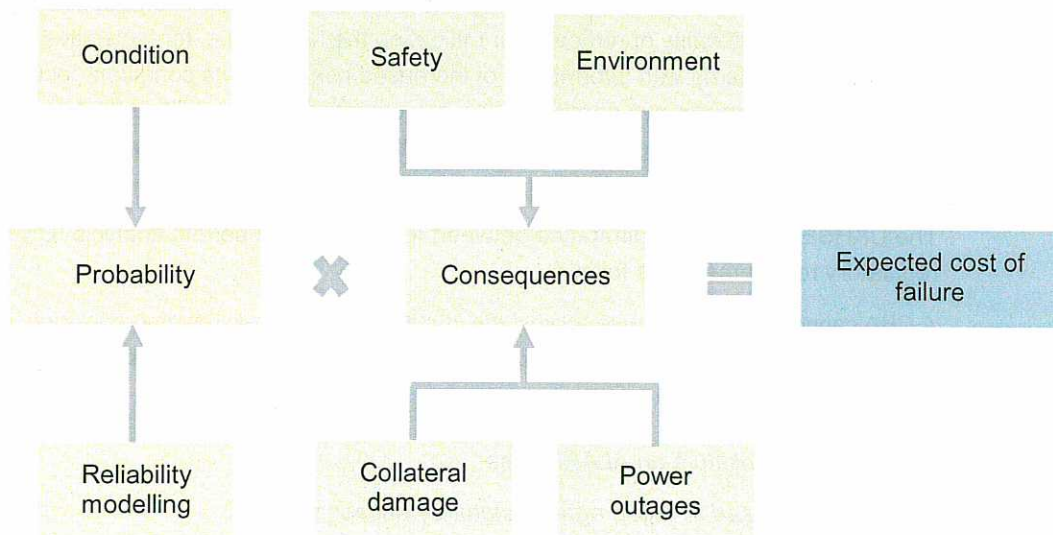 Condition
Safety
Environment
Probability
×
Consequences
=
Expected cost of
failure
Reliability
modelling
Collateral
damage
Power
outages